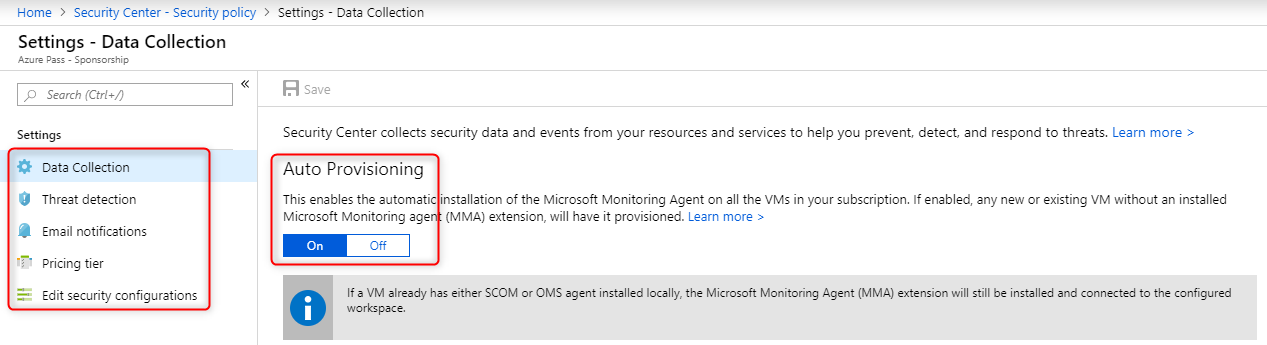 Home > Security Center - Security policy > Settings - Data Collection
Settings - Data Collection
Azure Pass - Sponsorship
Search (Ctrl+/)
«
Settings
Data Collection
Threat detection
Email notifications
Pricing tier
Edit security configurations
Save
Security Center collects security data and events from your resources and services to help you prevent, detect, and respond to threats. Learn more >
Auto Provisioning
This enables the automatic installation of the Microsoft Monitoring Agent on all the VMs in your subscription. If enabled, any new or existing VM without an installed
Microsoft Monitoring agent (MMA) extension, will have it provisioned. Learn more >
On Off
If a VM already has either SCOM or OMS agent installed locally, the Microsoft Monitoring Agent (MMA) extension will still be installed and connected to the configured
workspace.